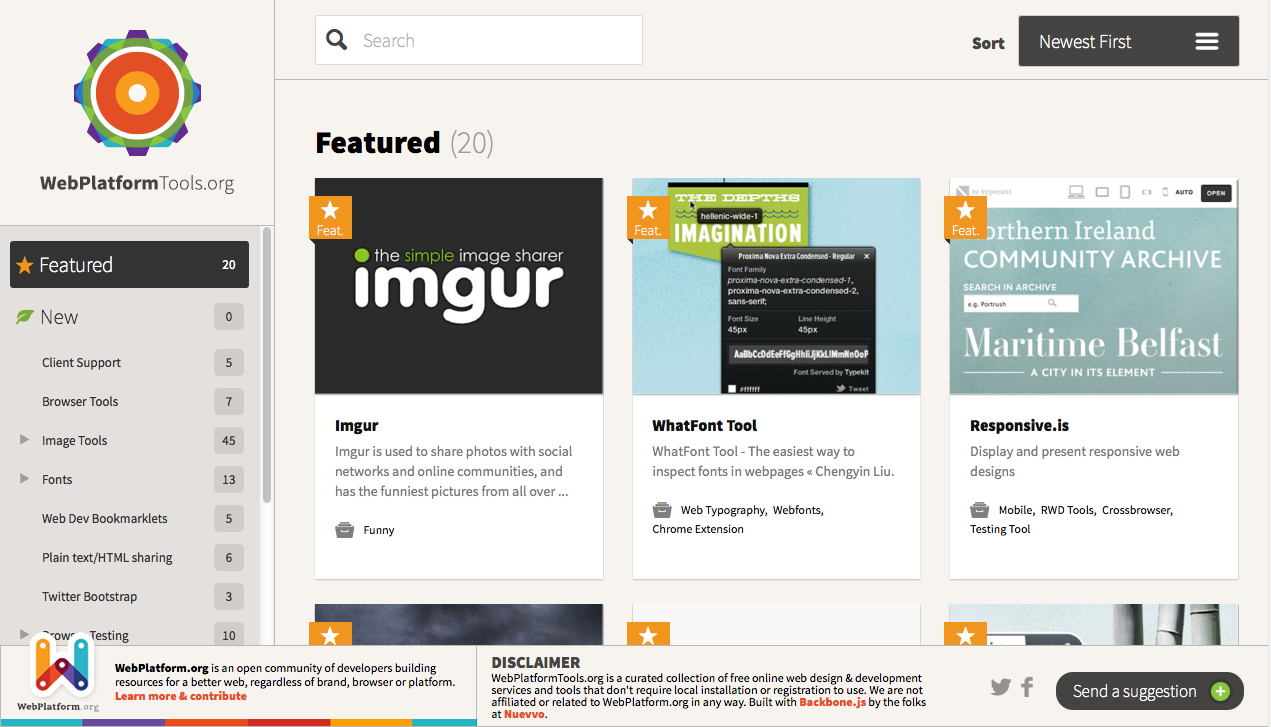 WebPlatformTools.org
Search
Sort
Newest First
Featured 20
New 0
Client Support 5
Browser Tools 7
Image Tools 45
Fonts 13
Web Dev Bookmarklets 5
Plain text/HTML sharing 6
Twitter Bootstrap 3
Browser Testing 10
Featured (20)
Feat.
the simple image sharer
imgur
Imgur
Imgur is used to share photos with social
networks and online communities, and
has the funniest pictures from all over ...
Funny
Feat.
THE DEPTHS
hellenic-wide-1
IMAGINATION
Proxima Nova Extra Condensed - Regular
Font Family
proxima-nova-extra-condensed-1,
proxima-nova-extra-condensed-2,
sans-serif;
Font Size Line Height
45px 45px
AaBbCcDdEeFfGgHhIiJjKkLlMmNnOoP
Font Served by Typekit
#ffffff Tweet
WhatFont Tool
WhatFont Tool - The easiest way to
inspect fonts in webpages « Chengyin Liu.
Web Typography, Webfonts,
Chrome Extension
by typecast
AUTO
OPEN
Feat.
Northern Ireland
COMMUNITY ARCHIVE
SEARCH IN ARCHIVE
e.g. Portrush
Maritime Belfast
A CITY IN ITS ELEMENT
Responsive.is
Display and present responsive web
designs
Mobile, RWD Tools, Crossbrowser,
Testing Tool
WebPlatform.org
WebPlatform.org is an open community of developers building
resources for a better web, regardless of brand, browser or platform.
Learn more & contribute
DISCLAIMER
WebPlatformTools.org is a curated collection of free online web design & development
services and tools that don't require local installation or registration to use. We are not
affiliated or related to WebPlatform.org in any way. Built with Backbone.js by the folks
at Nuevvo.
Send a suggestion